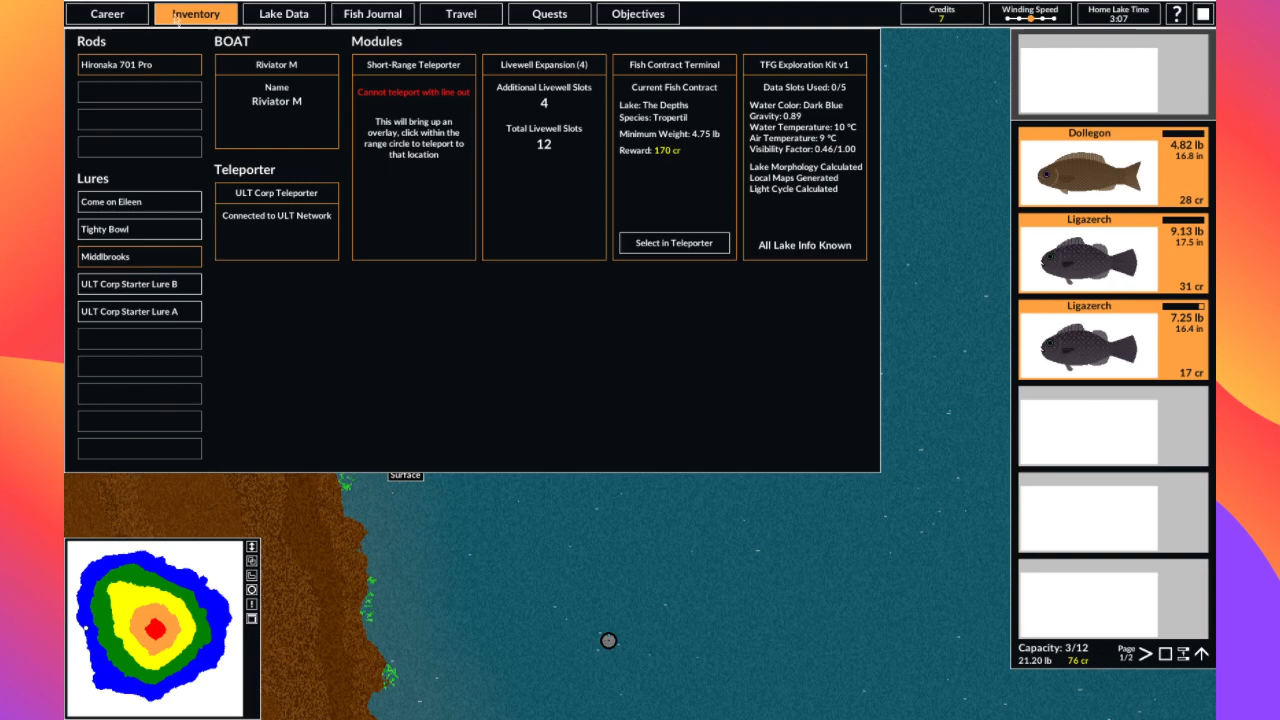 Career
Inventory
Lake Data
Fish Journal
Travel
Quests
Objectives
Credits
7
Winding Speed
Home Lake Time
3:07
?
Rods
Hironaka 701 Pro
Lures
Come on Eileen
Tighty Bowl
Middlbrooks
ULT Corp Starter Lure B
ULT Corp Starter Lure A
BOAT
Riviator M
Name
Riviator M
Teleporter
ULT Corp Teleporter
Connected to ULT Network
Modules
Short-Range Teleporter
Cannot teleport with line out
This will bring up an
overlay, click within the
range circle to teleport to
that location
Livewell Expansion (4)
Additional Livewell Slots
4
Total Livewell Slots
12
Fish Contract Terminal
Current Fish Contract
Lake: The Depths
Species: Tropertil
Minimum Weight: 4.75 lb
Reward: 170 cr
Select in Teleporter
TFG Exploration Kit v1
Data Slots Used: 0/5
Water Color: Dark Blue
Gravity: 0.89
Water Temperature: 10 °C
Air Temperature: 9 °C
Visibility Factor: 0.46/1.00
Lake Morphology Calculated
Local Maps Generated
Light Cycle Calculated
All Lake Info Known
Surface
Dollegon
4.82 lb
16.8 in
28 cr
Ligazerch
9.13 lb
17.5 in
31 cr
Ligazerch
7.25 lb
16.4 in
17 cr
Capacity: 3/12
21.20 lb 76 cr
Page
1/2